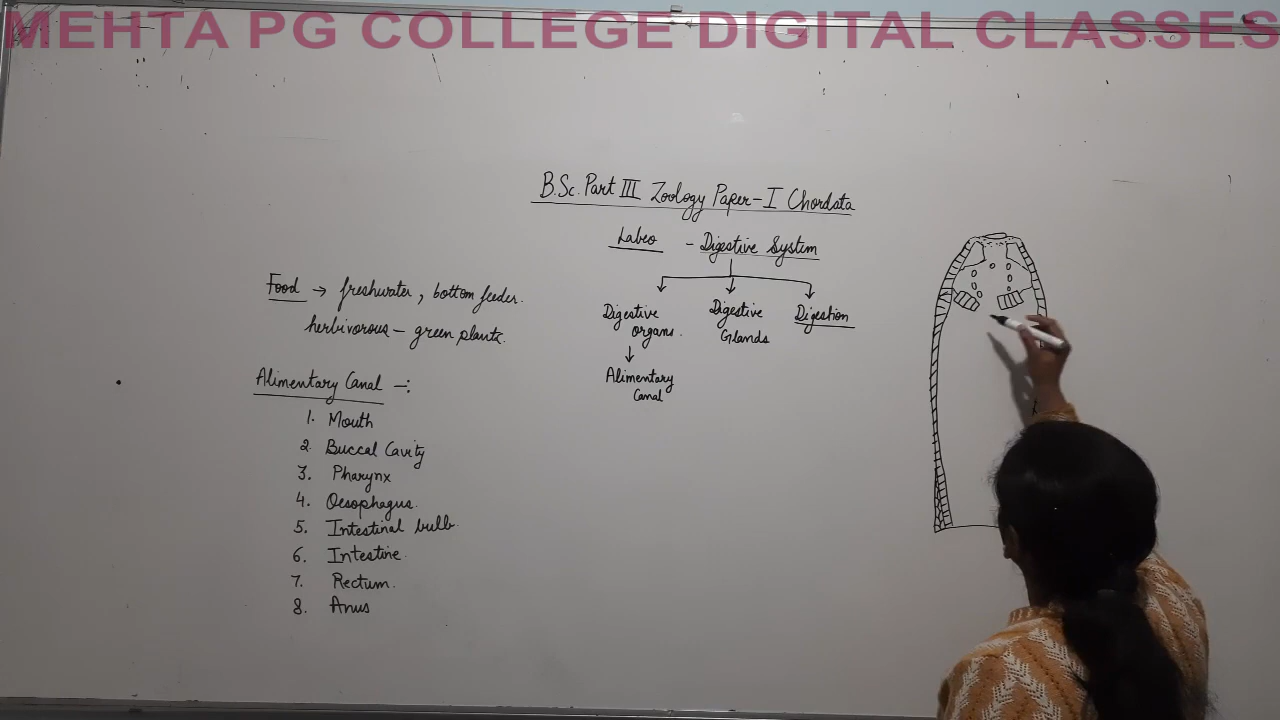 MEHTA PG COLLEGE DIGITAL CLASSES
B.Sc. Part III Zoology Paper-I Chordata
Labeo - Digestive System
Digestive organs.
Digestive Glands
Digestion
Alimentary Canal
Food → freshwater, bottom feeder.
herbivorous - green plants.
Alimentary Canal -:
1. Mouth
2. Buccal Cavity
3. Pharynx
4. Oesophagus.
5. Intestinal bulb.
6. Intestine.
7. Rectum.
8. Anus